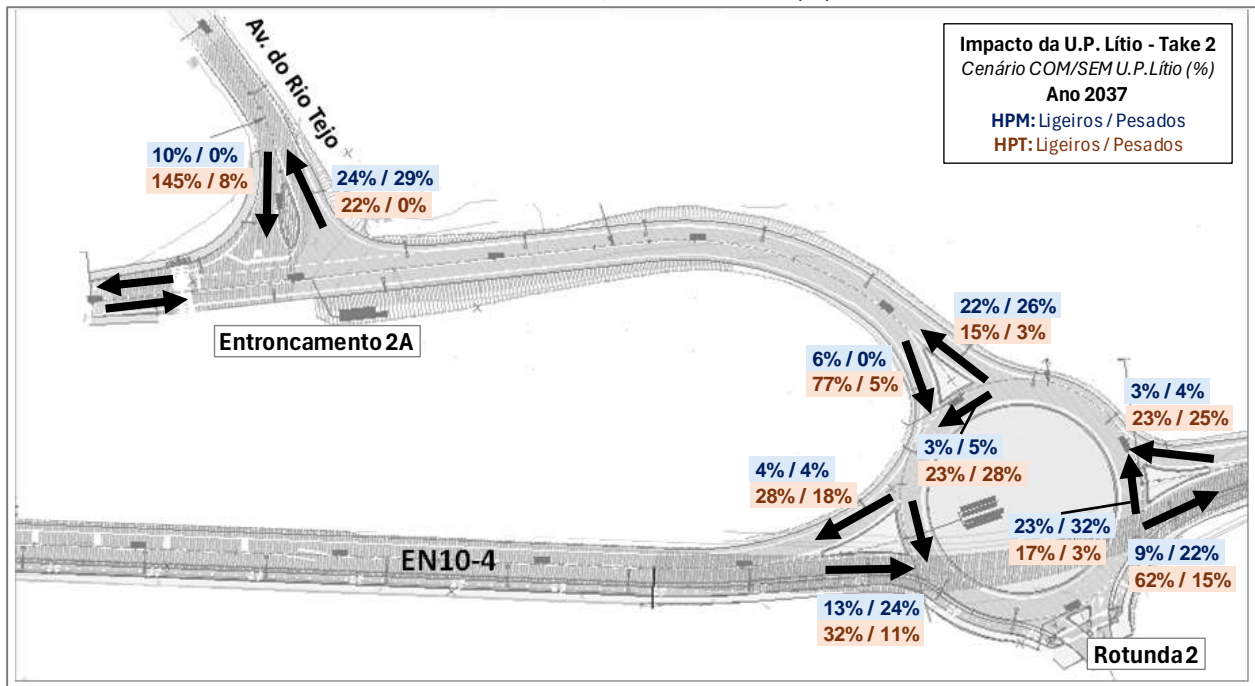 Impacto da U.P. Lítio - Take 2
Cenário COM/SEM U.P.Lítio (%)
Ano 2037
HPM: Ligeiros / Pesados
HPT: Ligeiros / Pesados
Av. do Rio Tejo
10% / 0%
145% / 8%
24% / 29%
22% / 0%
Entroncamento 2A
22% / 26%
15% / 3%
6% / 0%
77% / 5%
3% / 4%
23% / 25%
3% / 5%
23% / 28%
4% / 4%
28% / 18%
23% / 32%
17% / 3%
9% / 22%
62% / 15%
EN10-4
13% / 24%
32% / 11%
Rotunda 2